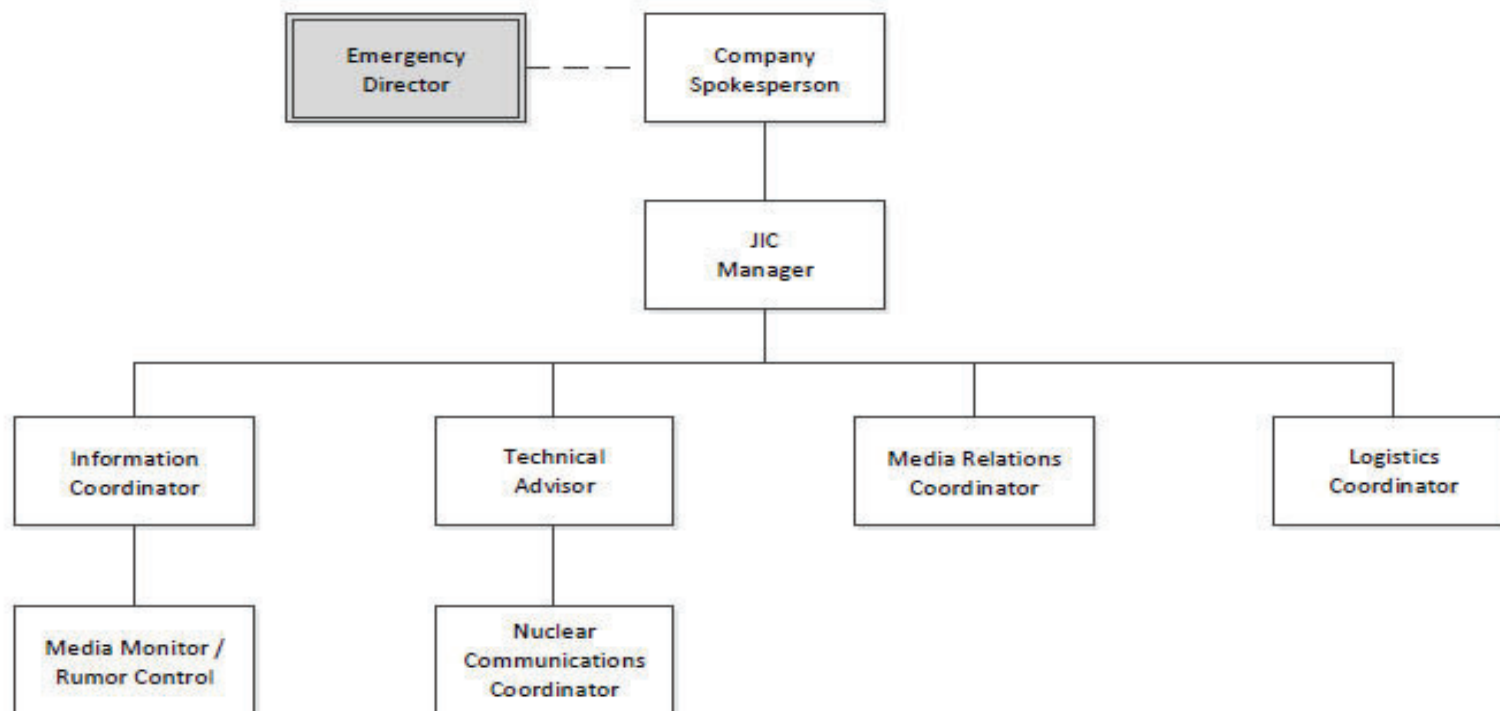 Emergency
Director
Company
Spokesperson
JIC
Manager
Information
Coordinator
Technical
Advisor
Media Relations
Coordinator
Logistics
Coordinator
Media Monitor /
Rumor Control
Nuclear
Communications
Coordinator